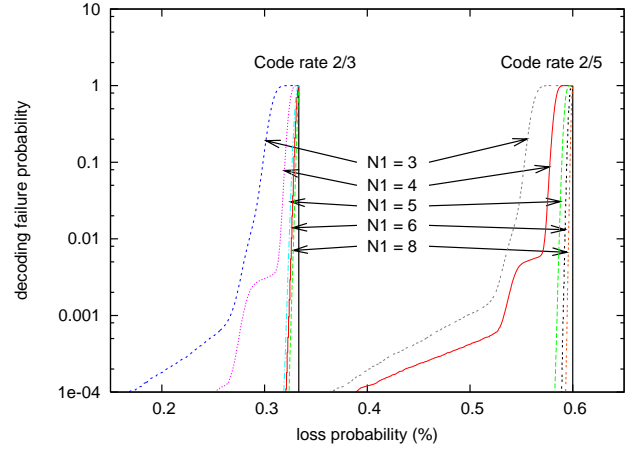 10
Code rate 2/3
Code rate 2/5
1
0.1
N1 = 3
N1 = 4
N1 = 5
N1 = 6
N1 = 8
0.01
0.001
1e-04
0.2
0.3
0.4
0.5
0.6
decoding failure probability
loss probability (%)